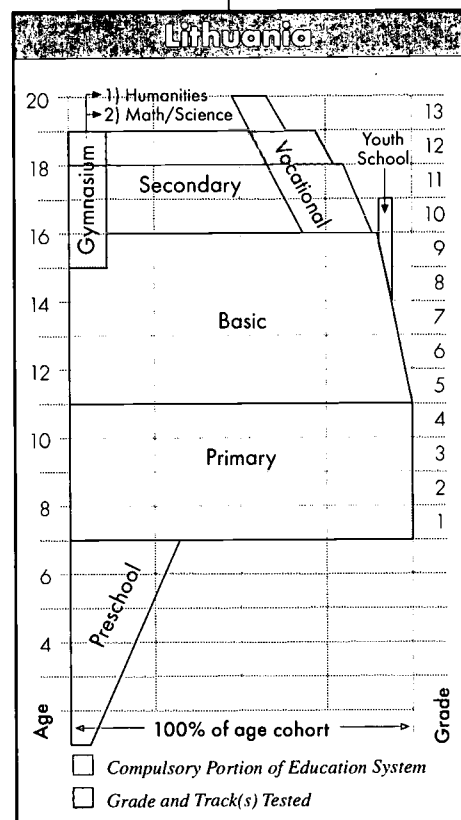 Lithuania
20
1) Humanities
2) Math/Science
13
12
18
Gymnasium
Secondary
Vocational
Youth
School
11
10
16
9
8
14
Basic
7
6
12
5
4
10
Primary
3
2
8
1
6
Preschool
4
2
Age
100% of age cohort
Grade
Compulsory Portion of Education System
Grade and Track(s) Tested